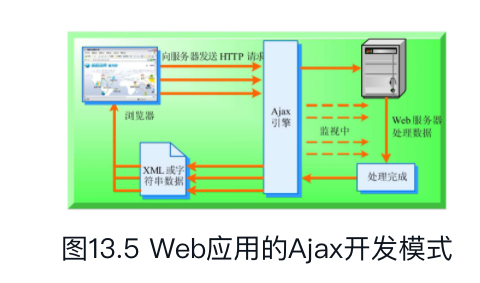 向服务器发送 HTTP 请求
浏览器
Ajax
引擎
监视中
Web 服务器
处理数据
XML 或字
符串数据
处理完成
图13.5 Web应用的Ajax开发模式